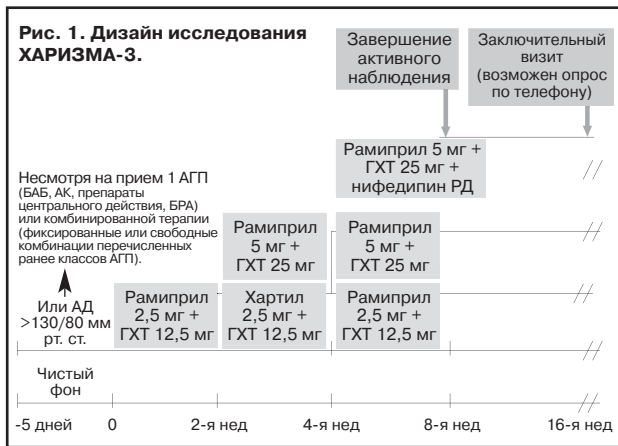 Рис. 1. Дизайн исследования
ХАРИЗМА-3.
Завершение
активного
наблюдения
Заключительный
визит
(возможен опрос
по телефону)
Рамиприл 5 мг +
ГХТ 25 мг +
нифедипин РД
Несмотря на прием 1 АГП
(БАБ, АК, препараты
центрального действия, БРА)
или комбинированной терапии
(фиксированные или свободные
комбинации перечисленных
ранее классов АГП).
Рамиприл
5 мг +
ГХТ 25 мг
Рамиприл
5 мг +
ГХТ 25 мг
Или АД
>130/80 мм
рт. ст.
Рамиприл
2,5 мг +
ГХТ 12,5 мг
Хартил
2,5 мг +
ГХТ 12,5 мг
Рамиприл
2,5 мг +
ГХТ 12,5 мг
Чистый
фон
-5 дней 0 2-я нед 4-я нед 8-я нед 16-я нед